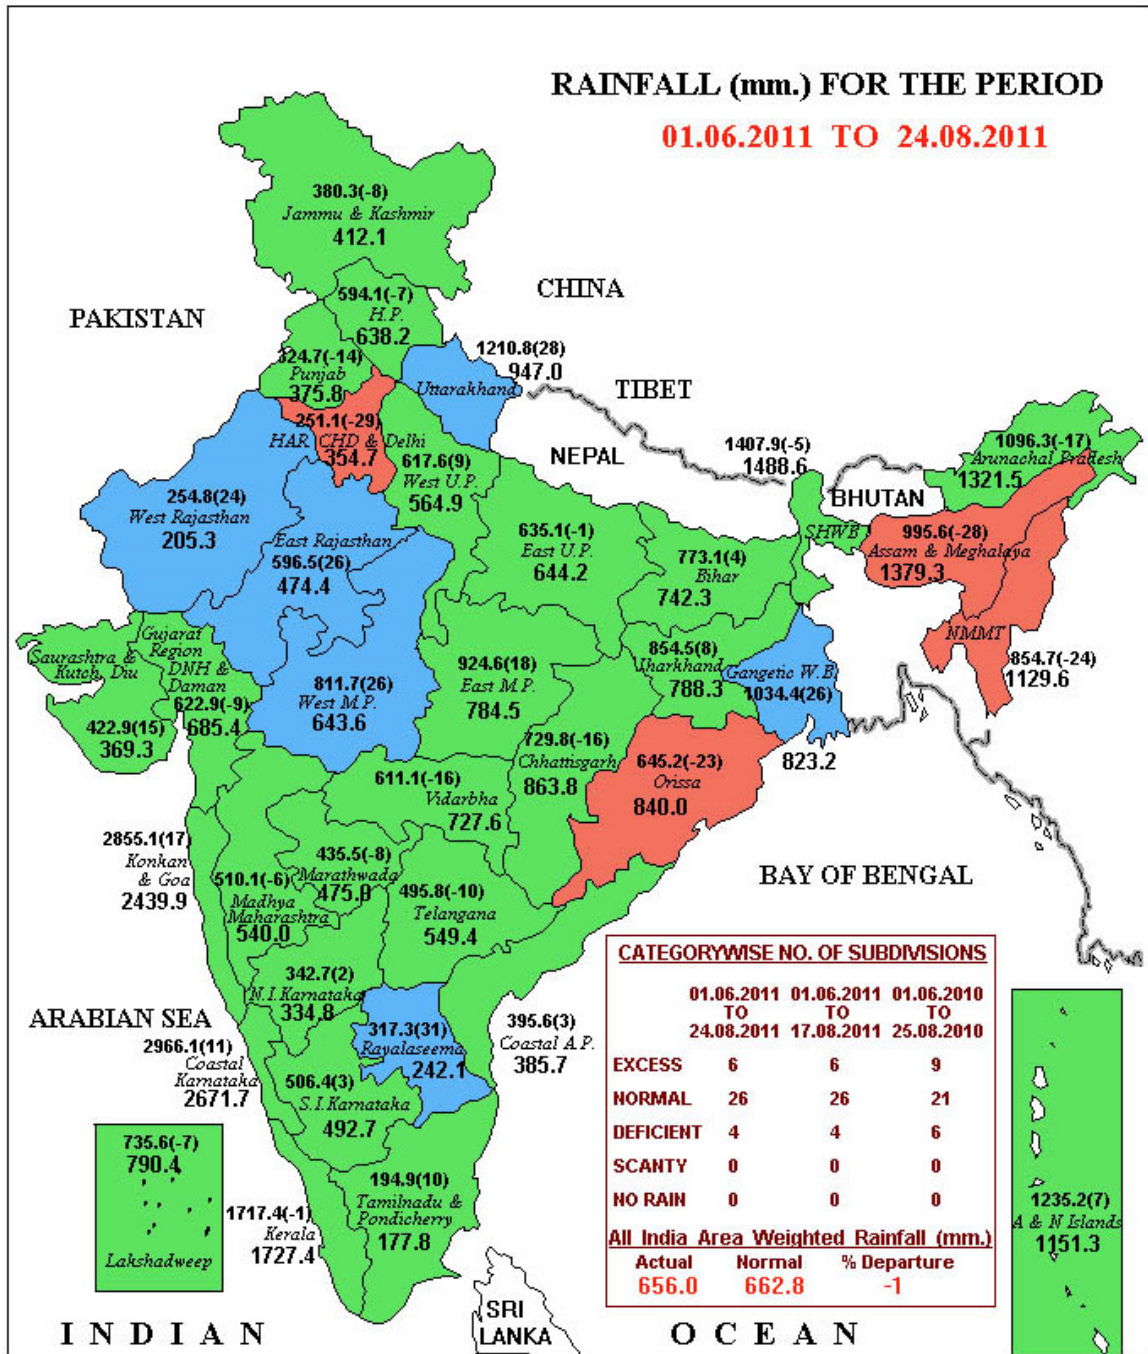 RAINFALL (mm.) FOR THE PERIOD
01.06.2011 TO 24.08.2011
380.3(-8)
Jammu & Kashmir
412.1
CHINA
594.1(-7)
H.P.
638.2
PAKISTAN
324.7(-14)
Punjab
375.8
1210.8(28)
947.0
Uttarakhand
TIBET
251.1(-29)
HAR CHD & Delhi
354.7
NEPAL
617.6(9)
West U.P.
564.9
1407.9(-5)
1488.6
1096.3(-17)
Arunachal Pradesh
1321.5
BHUTAN
SHWB
995.6(-28)
Assam & Meghalaya
1379.3
254.8(24)
West Rajasthan
205.3
East Rajasthan
596.5(26)
474.4
635.1(-1)
East U.P.
644.2
773.1(4)
Bihar
742.3
NMMT
854.7(-24)
1129.6
Gujarat
Region
DNH &
Daman
622.9(-9)
685.4
Saurashtra &
Kutch, Diu
422.9(15)
369.3
811.7(26)
West M.P.
643.6
924.6(18)
East M.P.
784.5
854.5(8)
Jharkhand
788.3
Gangetic W.B.
1034.4(26)
823.2
729.8(-16)
Chhattisgarh
863.8
645.2(-23)
Orissa
840.0
611.1(-16)
Vidarbha
727.6
2855.1(17)
Konkan
& Goa
2439.9
435.5(-8)
Marathwada
475.0
510.1(-6)
Madhya
Maharashtra
540.0
495.8(-10)
Telangana
549.4
BAY OF BENGAL
342.7(2)
N.I.Karnataka
334.8
ARABIAN SEA
317.3(31)
Rayalaseema
242.1
395.6(3)
Coastal A.P.
385.7
2966.1(11)
Coastal
Karnataka
2671.7
506.4(3)
S.I.Karnataka
492.7
735.6(-7)
790.4
Lakshadweep
1717.4(-1)
Kerala
1727.4
194.9(10)
Tamilnadu &
Pondicherry
177.8
CATEGORYWISE NO. OF SUBDIVISIONS
01.06.2011 01.06.2011 01.06.2010
TO TO TO
24.08.2011 17.08.2011 25.08.2010
EXCESS 6 6 9
NORMAL 26 26 21
DEFICIENT 4 4 6
SCANTY 0 0 0
NO RAIN 0 0 0
All India Area Weighted Rainfall (mm.)
Actual Normal % Departure
656.0 662.8 -1
1235.2(7)
A & N Islands
1151.3
SRI
LANKA
INDIAN OCEAN